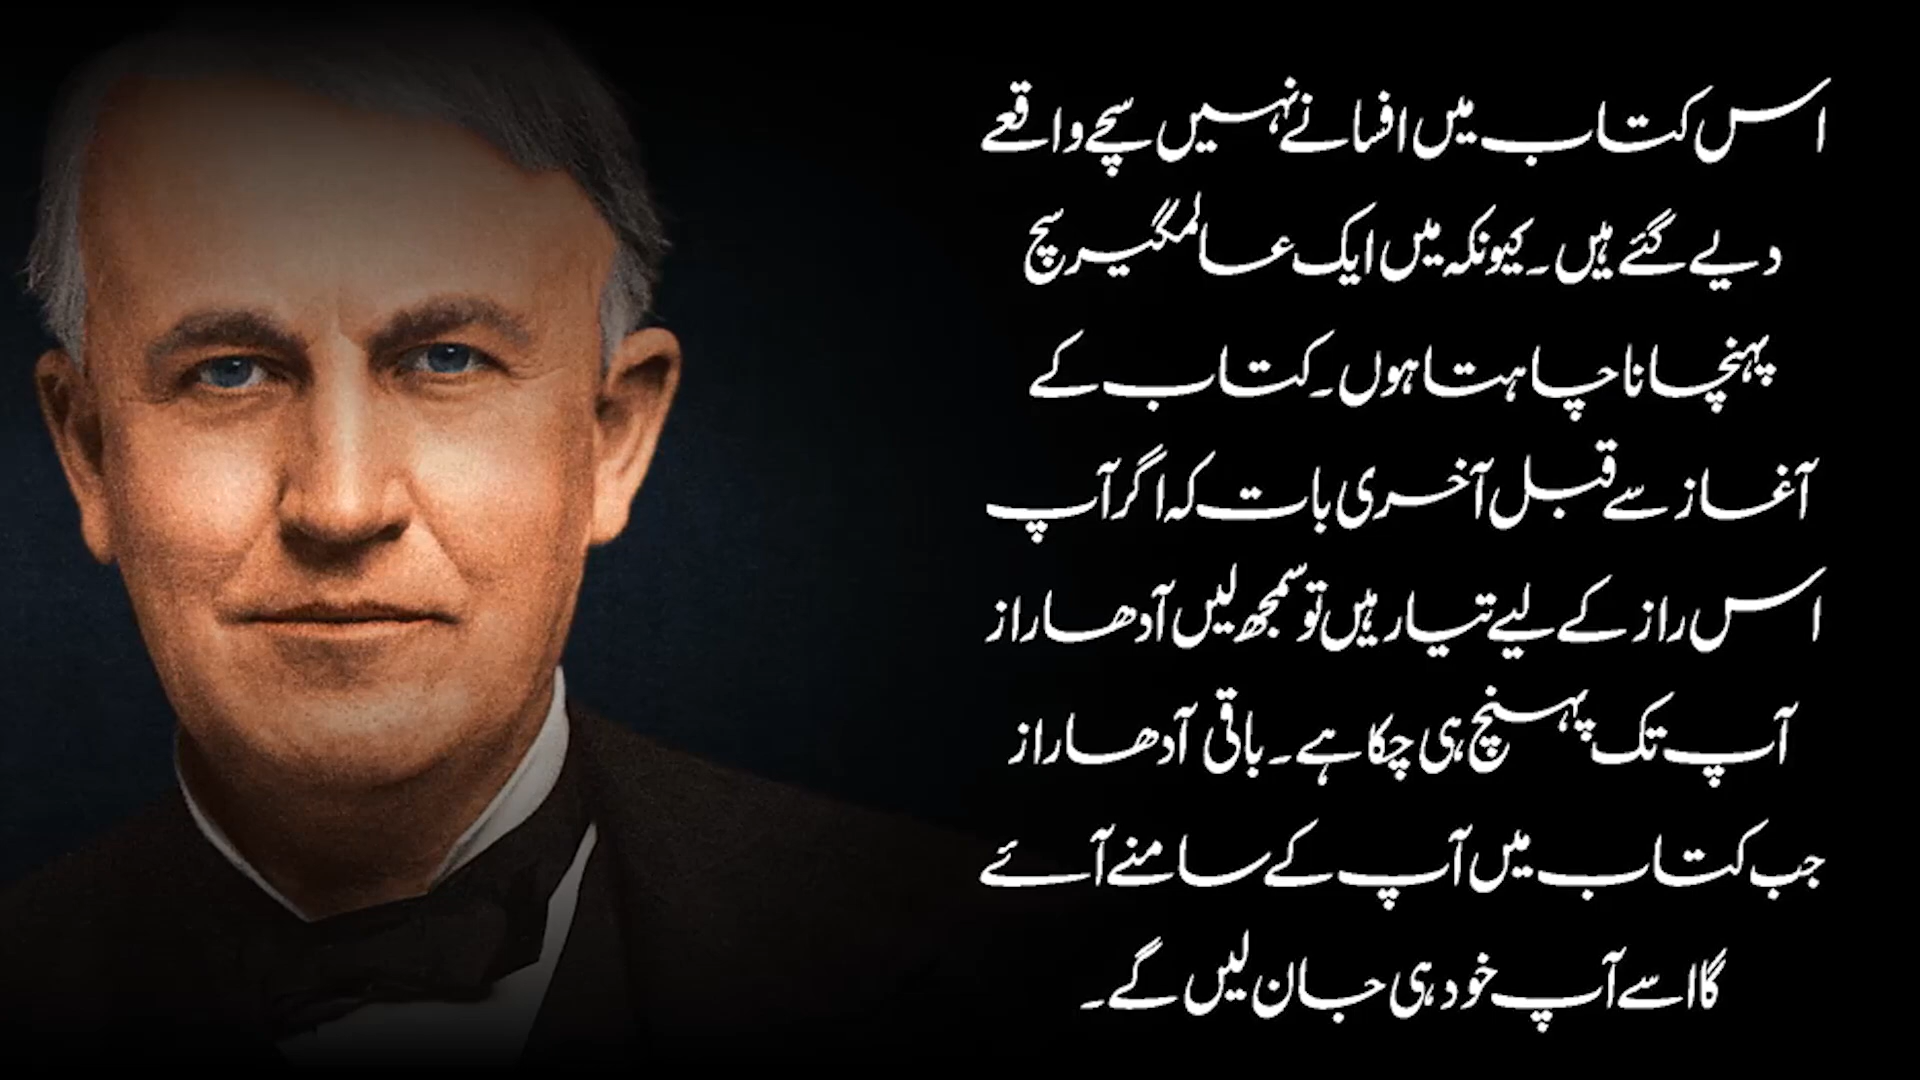 اس کتاب میں افسانے نہیں سچے واقعے
دیے گئے ہیں۔ کیونکہ میں ایک عالمگیر سچ
پہنچانا چاہتا ہوں۔ کتاب کے
آغاز سے قبل آخری بات کہ اگر آپ
اس راز کے لیے تیار ہیں تو سمجھ لیں آدھا راز
آپ تک پہنچ ہی چکا ہے۔ باقی آدھا راز
جب کتاب میں آپ کے سامنے آئے
گا اسے آپ خود ہی جان لیں گے۔